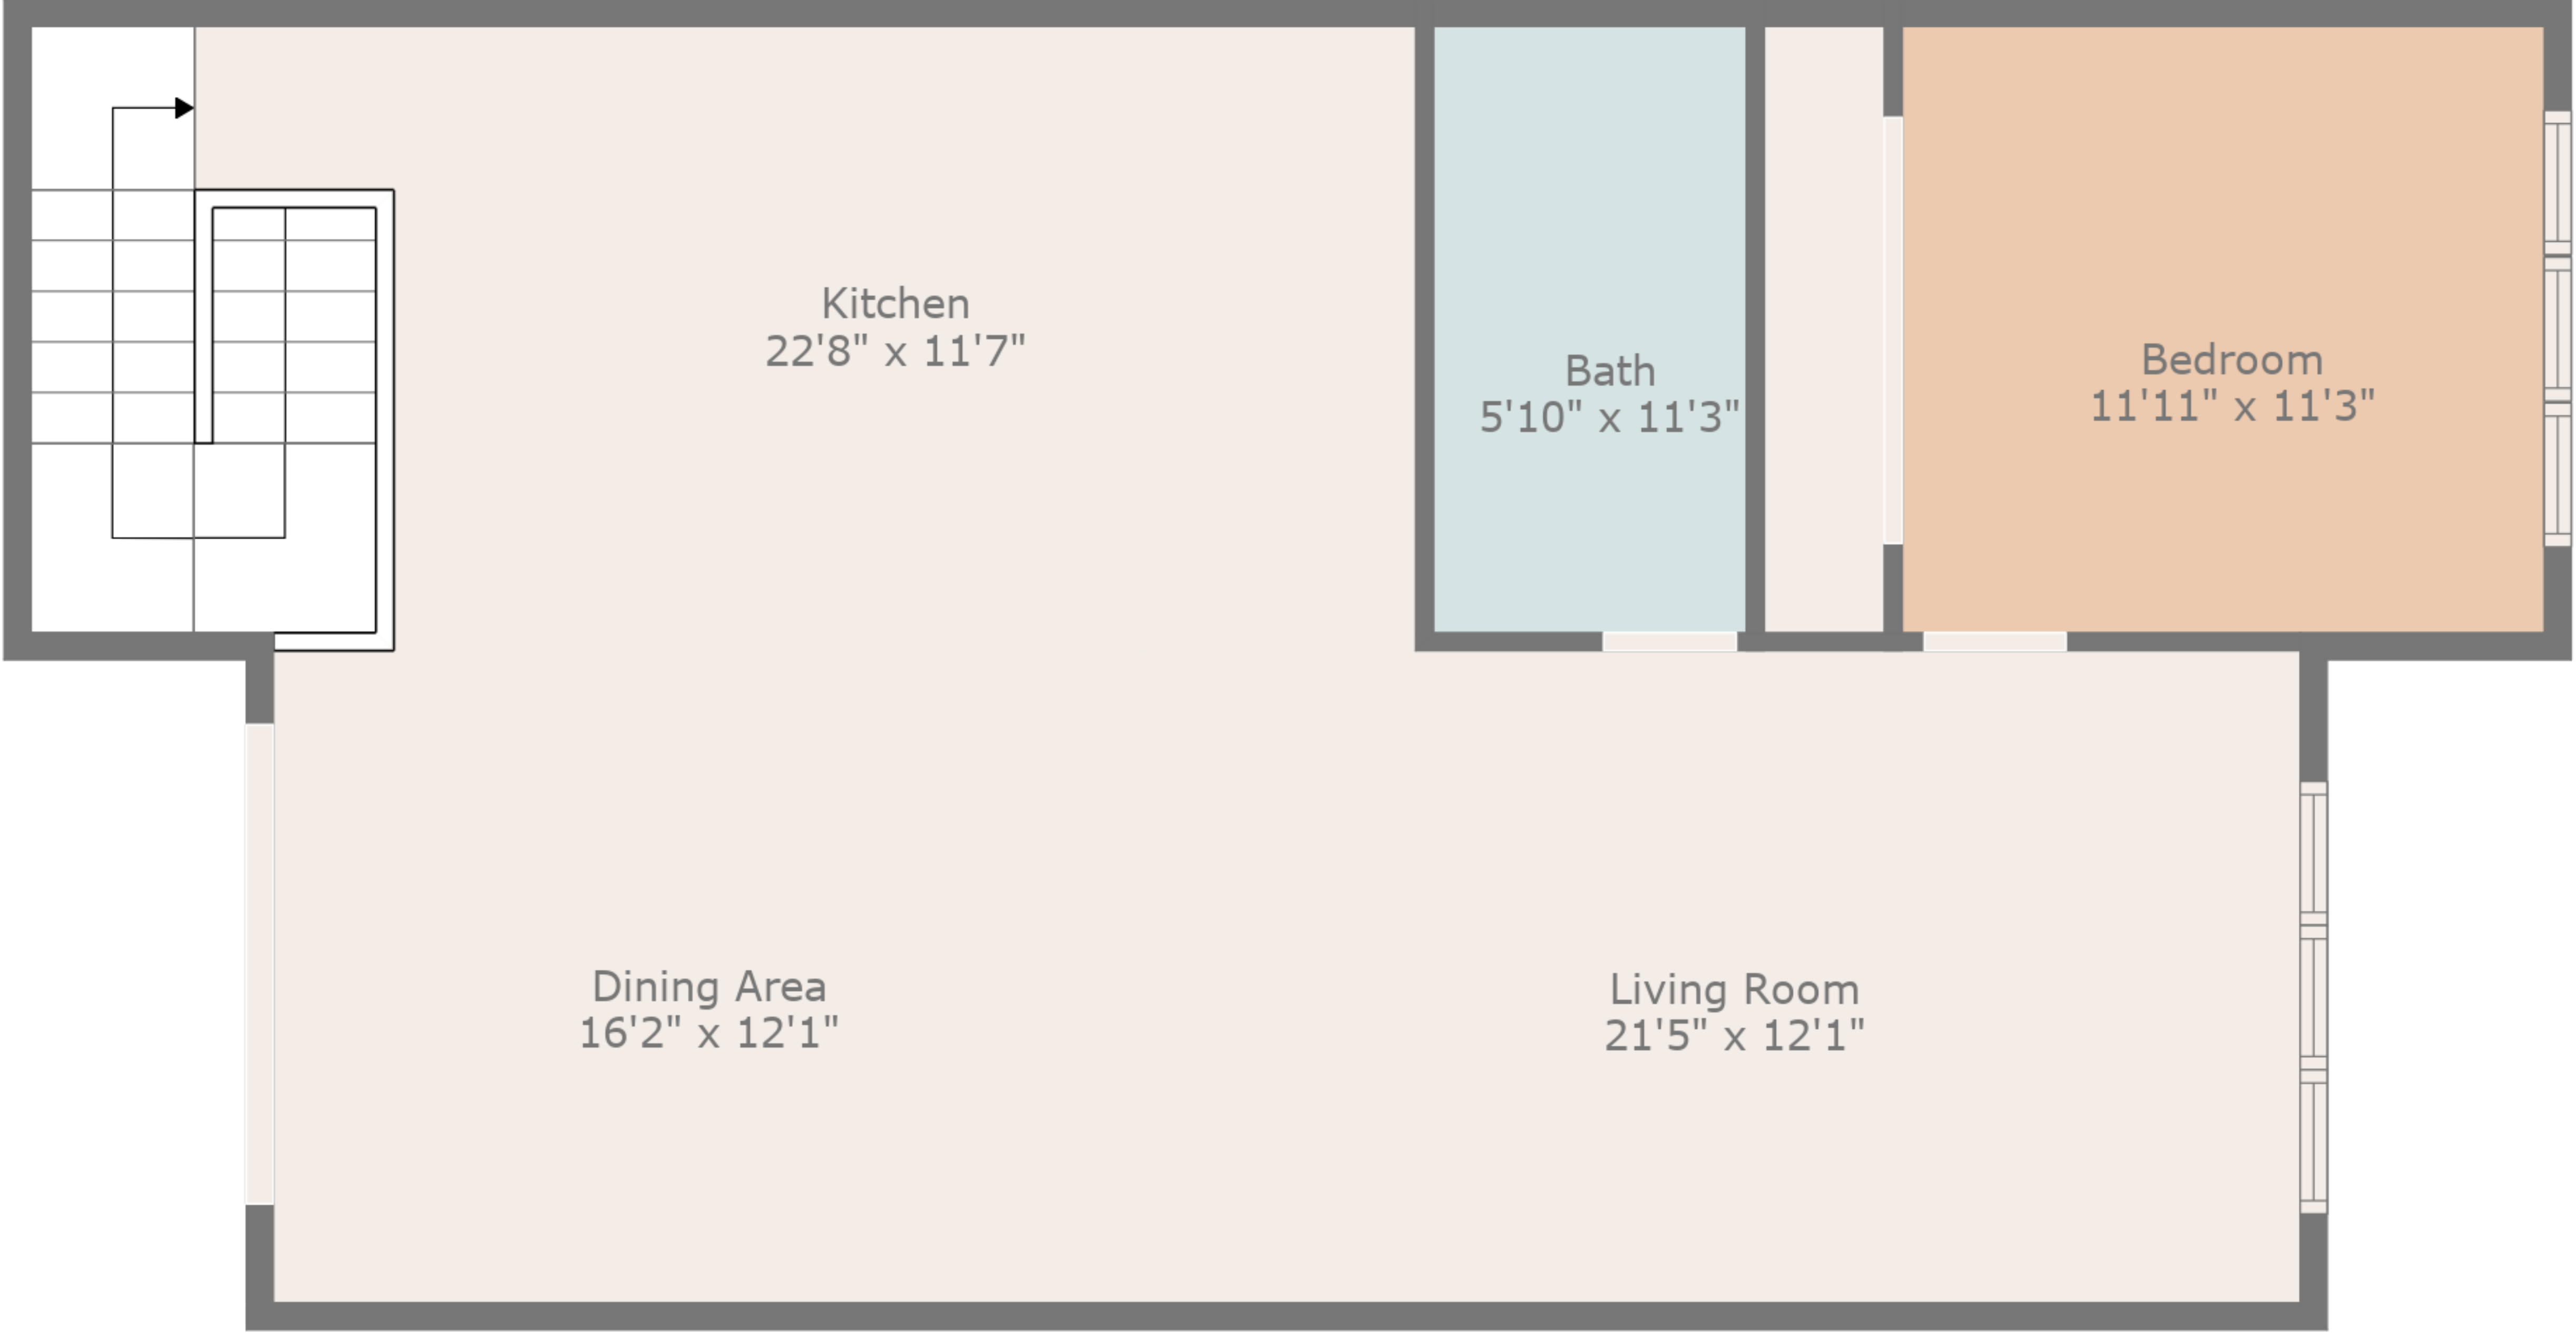 Kitchen
22'8" x 11'7"
Bath
5'10" x 11'3"
Bedroom
11'11" x 11'3"
Dining Area
16'2" x 12'1"
Living Room
21'5" x 12'1"